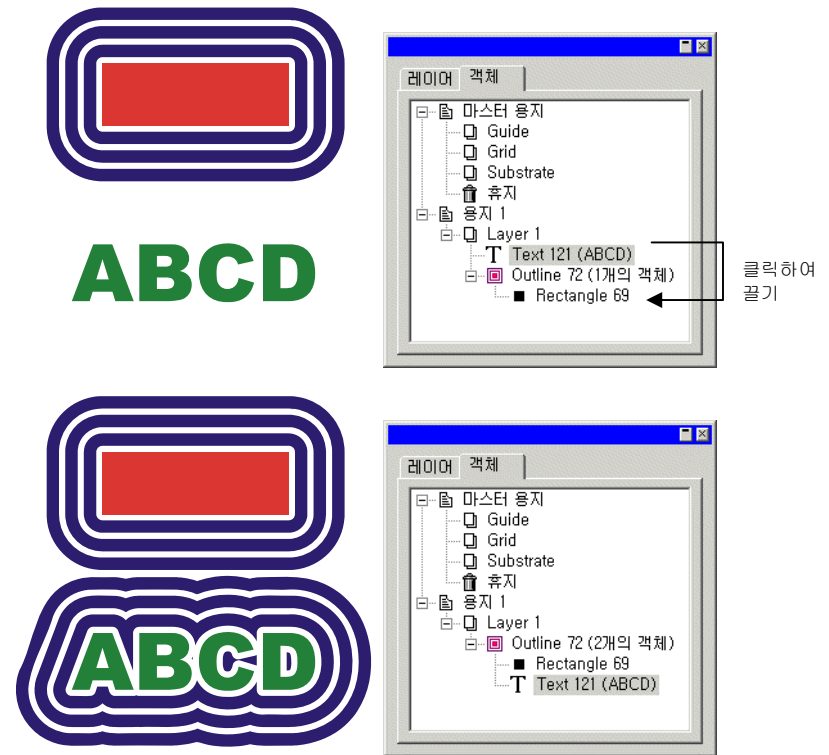 레이어 객체
마스터 용지
Guide
Grid
Substrate
휴지
용지 1
Layer 1
ABCD
Text 121 (ABCD)
Outline 72 (1개의 객체)
Rectangle 69
클릭하여
끌기
레이어 객체
마스터 용지
Guide
Grid
Substrate
휴지
용지 1
Layer 1
Outline 72 (2개의 객체)
ABCD
Rectangle 69
Text 121 (ABCD)